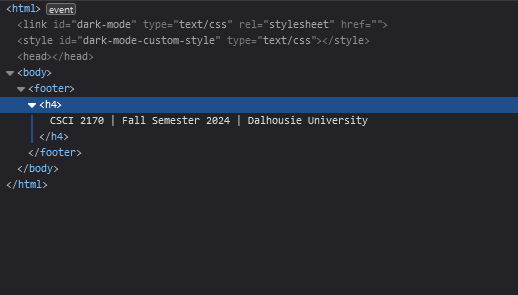 <html> event
<link id="dark-mode" type="text/css" rel="stylesheet" href="">
<style id="dark-mode-custom-style" type="text/css"></style>
<head></head>
<body>
<footer>
<h4>
CSCI 2170 | Fall Semester 2024 | Dalhousie University
</h4>
</footer>
</body>
</html>